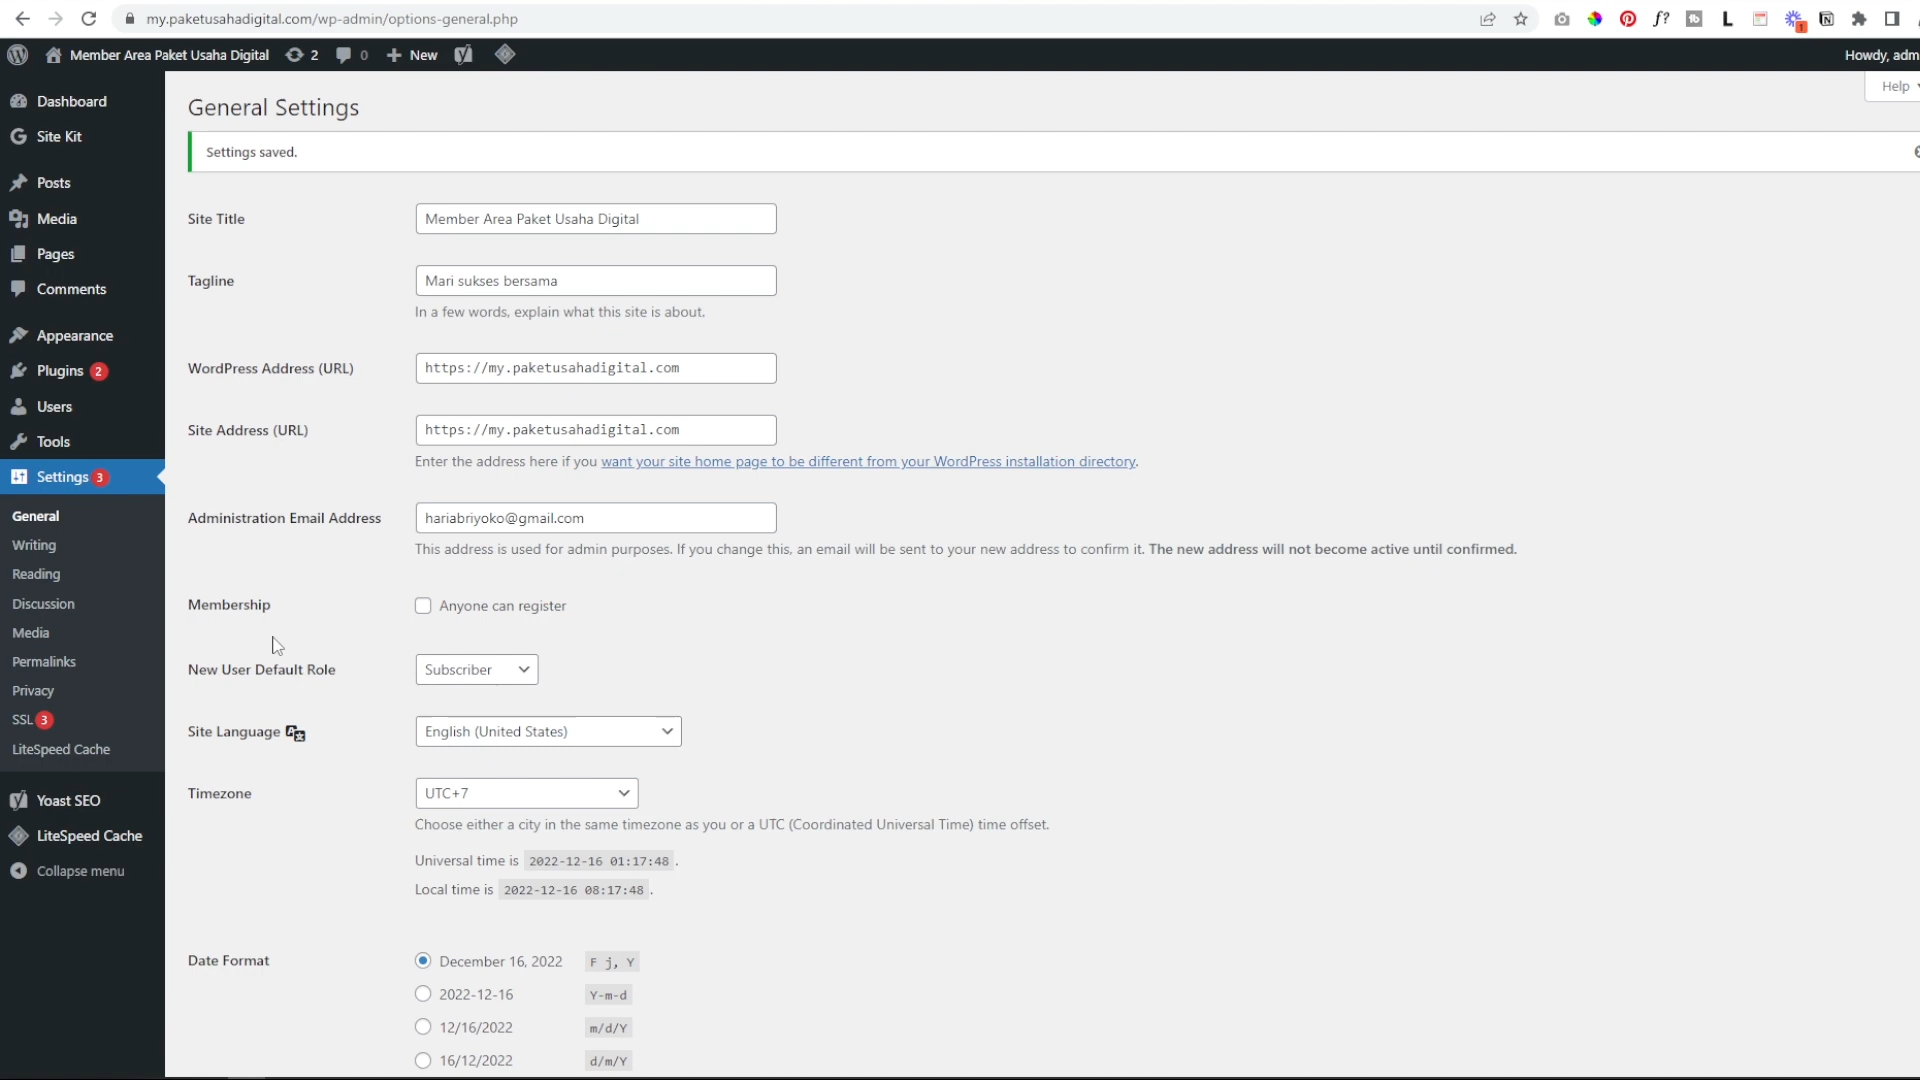 my.paketusahadigital.com/wp-admin/options-general.php
Member Area Paket Usaha Digital 2 0 New
Howdy, adm
Help
Dashboard
Site Kit
Posts
Media
Pages
Comments
Appearance
Plugins 2
Users
Tools
Settings 3
General
Writing
Reading
Discussion
Media
Permalinks
Privacy
SSL 3
LiteSpeed Cache
Yoast SEO
LiteSpeed Cache
Collapse menu
General Settings
Settings saved.
Site Title Member Area Paket Usaha Digital
Tagline Mari sukses bersama
In a few words, explain what this site is about.
WordPress Address (URL) https://my.paketusahadigital.com
Site Address (URL) https://my.paketusahadigital.com
Enter the address here if you want your site home page to be different from your WordPress installation directory.
Administration Email Address hariabriyoko@gmail.com
This address is used for admin purposes. If you change this, an email will be sent to your new address to confirm it. The new address will not become active until confirmed.
Membership Anyone can register
New User Default Role Subscriber
Site Language English (United States)
Timezone UTC+7
Choose either a city in the same timezone as you or a UTC (Coordinated Universal Time) time offset.
Universal time is 2022-12-16 01:17:48 .
Local time is 2022-12-16 08:17:48 .
Date Format December 16, 2022 F j, Y
2022-12-16 Y-m-d
12/16/2022 m/d/Y
16/12/2022 d/m/Y